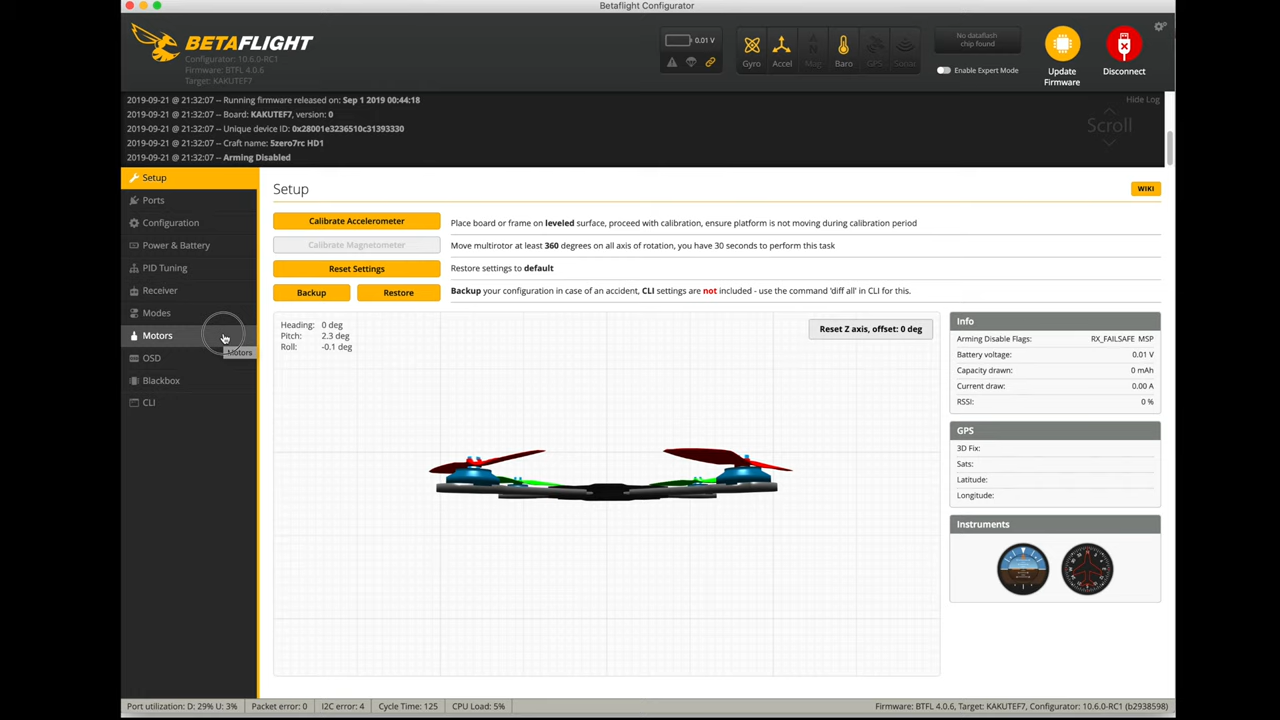 Betaflight Configurator
BETAFLIGHT
Configurator: 10.6.0-RC1
Firmware: BTFL 4.0.6
Target: KAKUTEF7
0.01 V
Gyro
Accel
Mag
Baro
GPS
Sonar
No dataflash
chip found
Enable Expert Mode
Update
Firmware
Disconnect
2019-09-21 @ 21:32:07 -- Running firmware released on: Sep 1 2019 00:44:18
2019-09-21 @ 21:32:07 -- Board: KAKUTEF7, version: 0
2019-09-21 @ 21:32:07 -- Unique device ID: 0x28001e3236510c31393330
2019-09-21 @ 21:32:07 -- Craft name: 5zero7rc HD1
2019-09-21 @ 21:32:07 -- Arming Disabled
Hide Log
Scroll
Setup
Ports
Configuration
Power & Battery
PID Tuning
Receiver
Modes
Motors
Motors
OSD
Blackbox
CLI
Setup
WIKI
Calibrate Accelerometer
Place board or frame on leveled surface, proceed with calibration, ensure platform is not moving during calibration period
Calibrate Magnetometer
Move multirotor at least 360 degrees on all axis of rotation, you have 30 seconds to perform this task
Reset Settings
Restore settings to default
Backup
Restore
Backup your configuration in case of an accident, CLI settings are not included - use the command 'diff all' in CLI for this.
Heading: 0 deg
Pitch: 2.3 deg
Roll: -0.1 deg
Reset Z axis, offset: 0 deg
Info
Arming Disable Flags: RX_FAILSAFE MSP
Battery voltage: 0.01 V
Capacity drawn: 0 mAh
Current draw: 0.00 A
RSSI: 0 %
GPS
3D Fix:
Sats:
Latitude:
Longitude:
Instruments
Port utilization: D: 29% U: 3%
Packet error: 0
I2C error: 4
Cycle Time: 125
CPU Load: 5%
Firmware: BTFL 4.0.6, Target: KAKUTEF7, Configurator: 10.6.0-RC1 (b2938598)